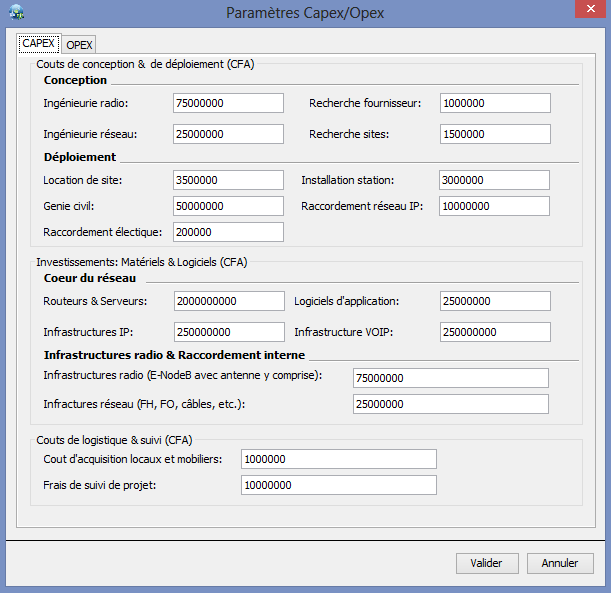 Paramètres Capex/Opex
CAPEX OPEX
Couts de conception & de déploiement (CFA)
Conception
Ingénieurie radio: 75000000 Recherche fournisseur: 1000000
Ingénieurie réseau: 25000000 Recherche sites: 1500000
Déploiement
Location de site: 3500000 Installation station: 3000000
Genie civil: 50000000 Raccordement réseau IP: 10000000
Raccordement électique: 200000
Investissements: Matériels & Logiciels (CFA)
Coeur du réseau
Routeurs & Serveurs: 2000000000 Logiciels d'application: 25000000
Infrastructures IP: 250000000 Infrastructure VOIP: 250000000
Infrastructures radio & Raccordement interne
Infrastructures radio (E-NodeB avec antenne y comprise): 75000000
Infractures réseau (FH, FO, câbles, etc.): 25000000
Couts de logistique & suivi (CFA)
Cout d'acquisition locaux et mobiliers: 1000000
Frais de suivi de projet: 10000000
Valider Annuler